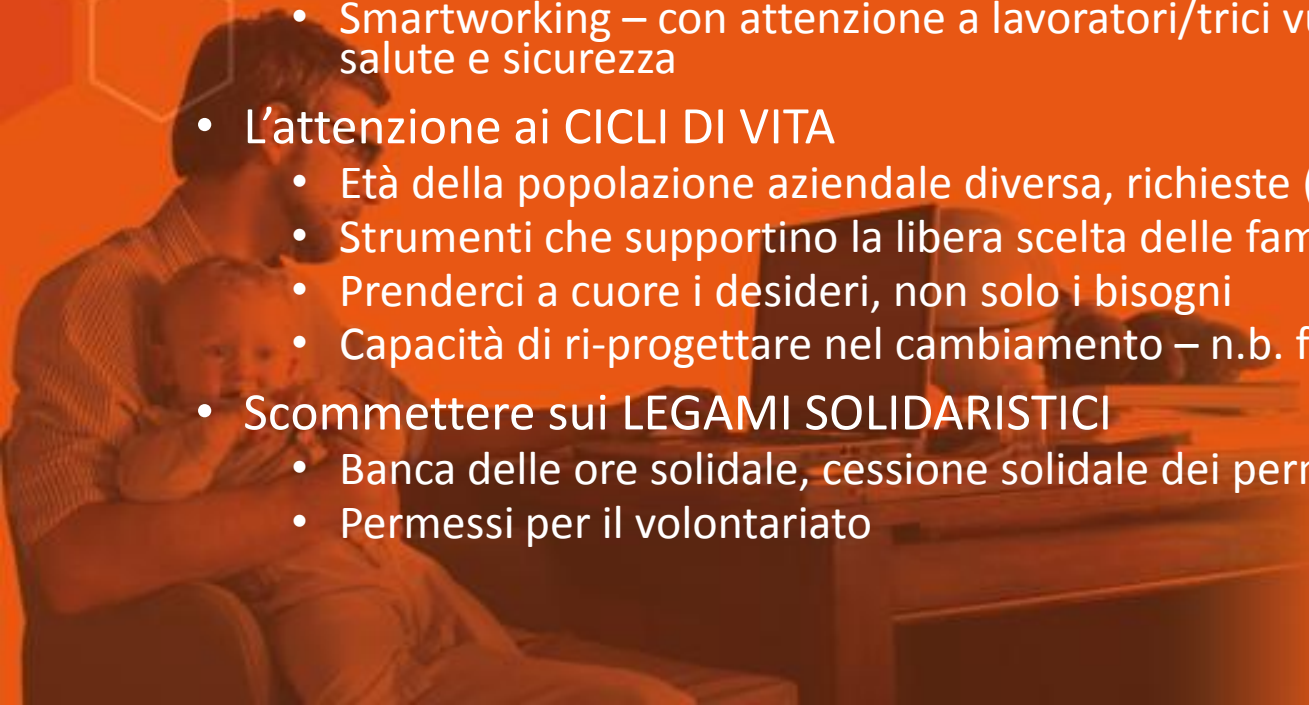 • Smartworking – con attenzione a lavoratori/trici
salute e sicurezza
• L'attenzione ai CICLI DI VITA
• Età della popolazione aziendale diversa, richieste (
• Strumenti che supportino la libera scelta delle
• Prenderci a cuore i desideri, non solo i bisogni
• Capacità di ri-progettare nel cambiamento – n.b.
• Scommettere sui LEGAMI SOLIDARISTICI
• Banca delle ore solidale, cessione solidale dei
• Permessi per il volontariato